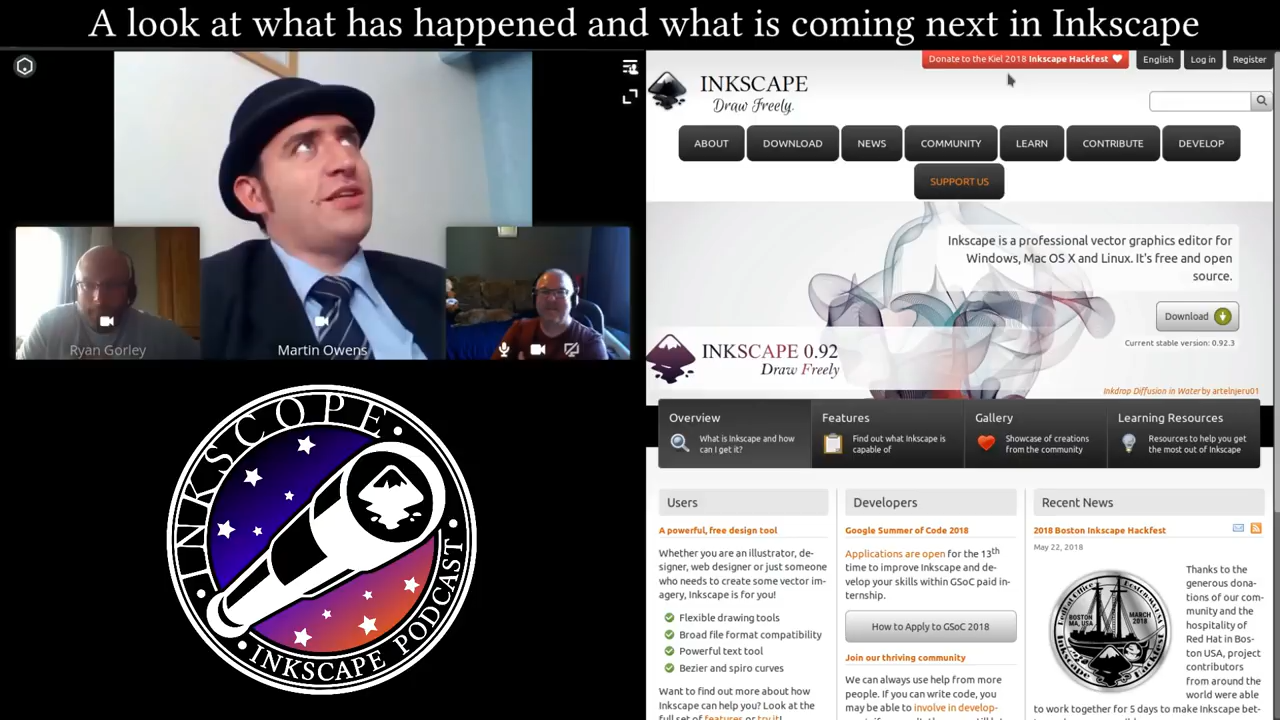 A look at what has happened and what is coming next in Inkscape
Ryan Gorley
Martin Owens
INKSCOPE
INKSCAPE PODCAST
Donate to the Kiel 2018 Inkscape Hackfest
English
Log in
Register
INKSCAPE
Draw Freely.
ABOUT
DOWNLOAD
NEWS
COMMUNITY
LEARN
CONTRIBUTE
DEVELOP
SUPPORT US
Inkscape is a professional vector graphics editor for
Windows, Mac OS X and Linux. It's free and open
source.
Download
Current stable version: 0.92.3
INKSCAPE 0.92
Draw Freely
Inkdrop Diffusion in Water by artelnjeru01
Overview
What is Inkscape and how
can I get it?
Features
Find out what Inkscape is
capable of
Gallery
Showcase of creations
from the community
Learning Resources
Resources to help you get
the most out of Inkscape
Users
A powerful, free design tool
Whether you are an illustrator, de-
signer, web designer or just someone
who needs to create some vector im-
agery, Inkscape is for you!
Flexible drawing tools
Broad file format compatibility
Powerful text tool
Bezier and spiro curves
Want to find out more about how
Inkscape can help you? Look at the
full set of features or try it!
Developers
Google Summer of Code 2018
Applications are open for the 13th
time to improve Inkscape and de-
velop your skills within GSoC paid in-
ternship.
How to Apply to GSoC 2018
Join our thriving community
We can always use help from more
people. If you can write code, you
may be able to involve in develop-
Recent News
2018 Boston Inkscape Hackfest
May 22, 2018
BOSTON
MA, USA
MARCH
2018
Thanks to the
generous dona-
tions of our com-
munity and the
hospitality of
Red Hat in Bos-
ton USA, project
contributors
from around the
world were able
to work together for 5 days to make Inkscape bet-